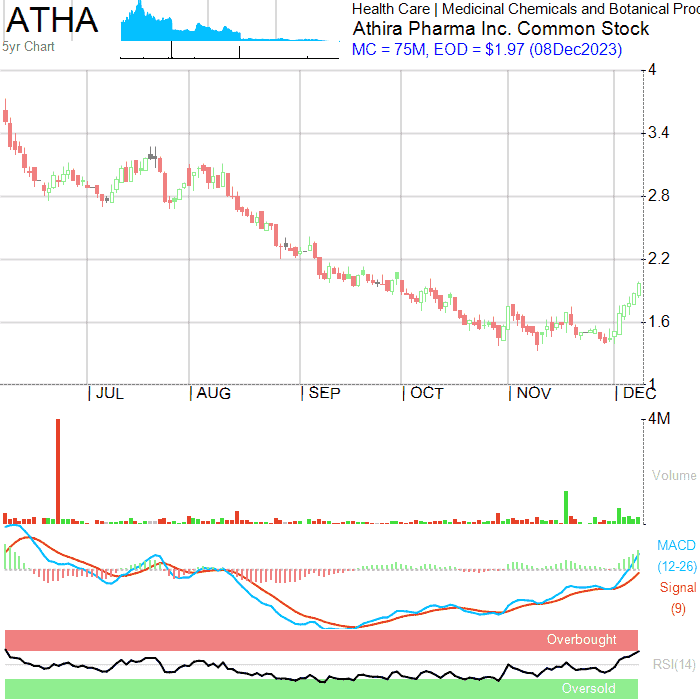 ATHA
5yr Chart
Health Care | Medicinal Chemicals and Botanical Proc
Athira Pharma Inc. Common Stock
MC = 75M, EOD = $1.97 (08Dec2023)
4
3.4
2.8
2.2
1.6
1
JUL AUG SEP OCT NOV DEC
4M
Volume
MACD
(12-26)
Signal
(9)
Overbought
RSI(14)
Oversold